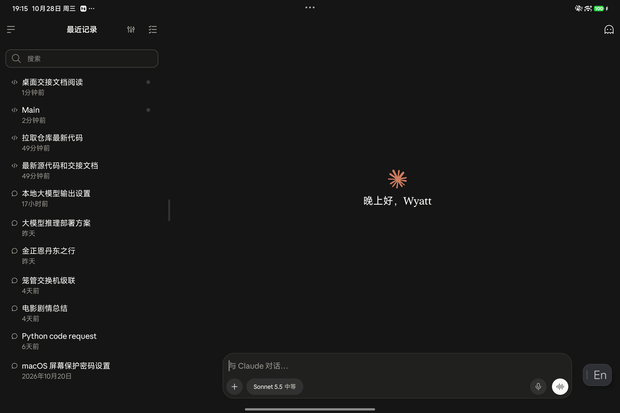 19:15 10月28日 周三
100
最近记录
搜索
桌面交接文档阅读
1分钟前
Main
2分钟前
拉取仓库最新代码
49分钟前
最新源代码和交接文档
49分钟前
本地大模型输出设置
17小时前
大模型推理部署方案
昨天
金正恩丹东之行
昨天
笼管交换机级联
4天前
电影剧情总结
4天前
Python code request
6天前
macOS 屏幕保护密码设置
2026年10月20日
晚上好，Wyatt
与 Claude 对话…
Sonnet 5.5 中等
En